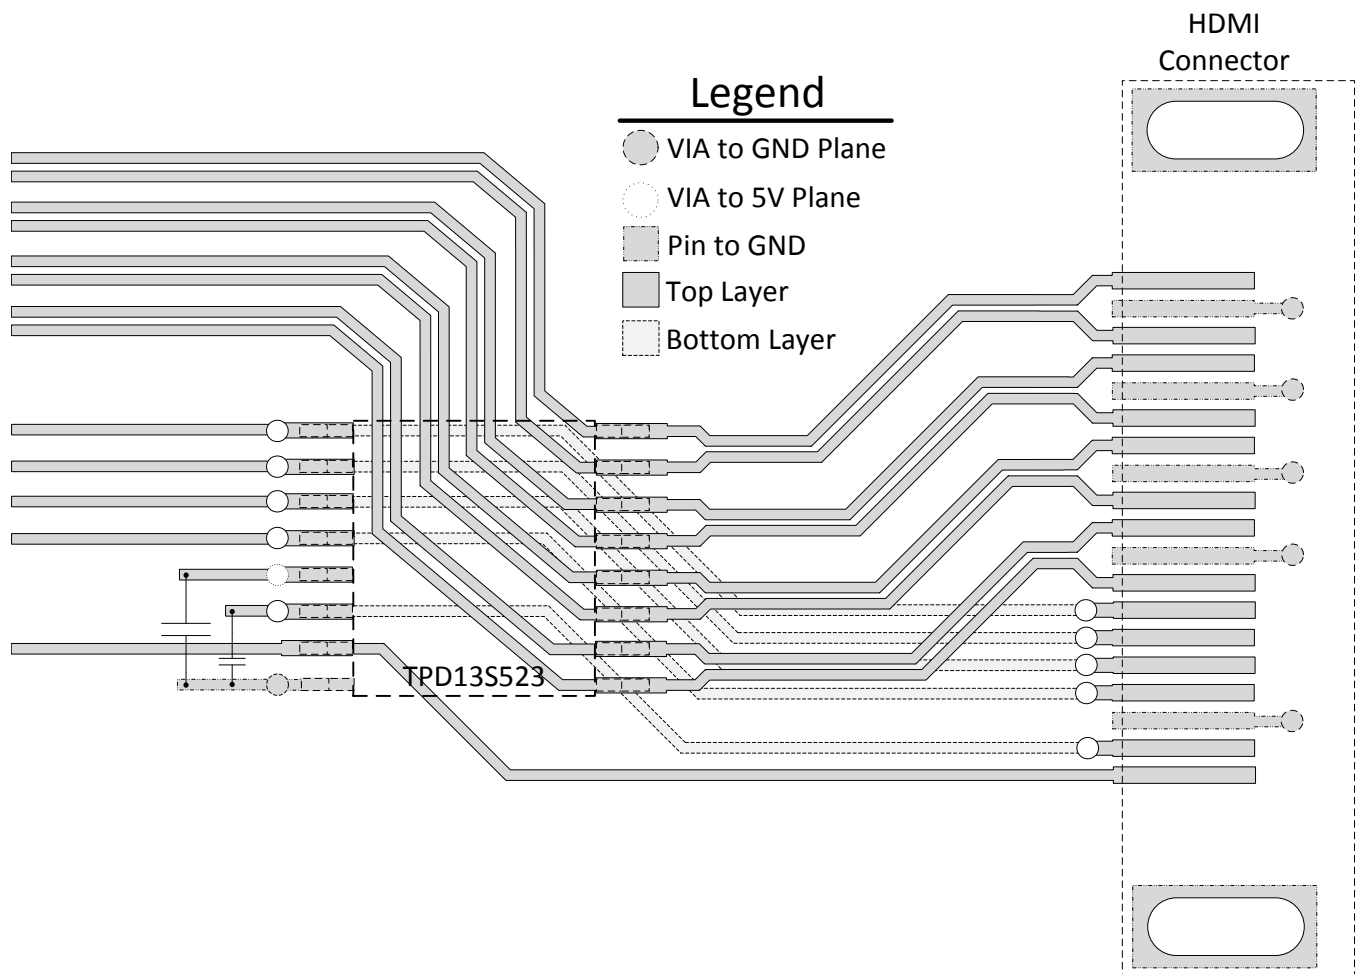 HDMI
Connector
Legend
VIA to GND Plane
VIA to 5V Plane
Pin to GND
Top Layer
Bottom Layer
TPD13S523